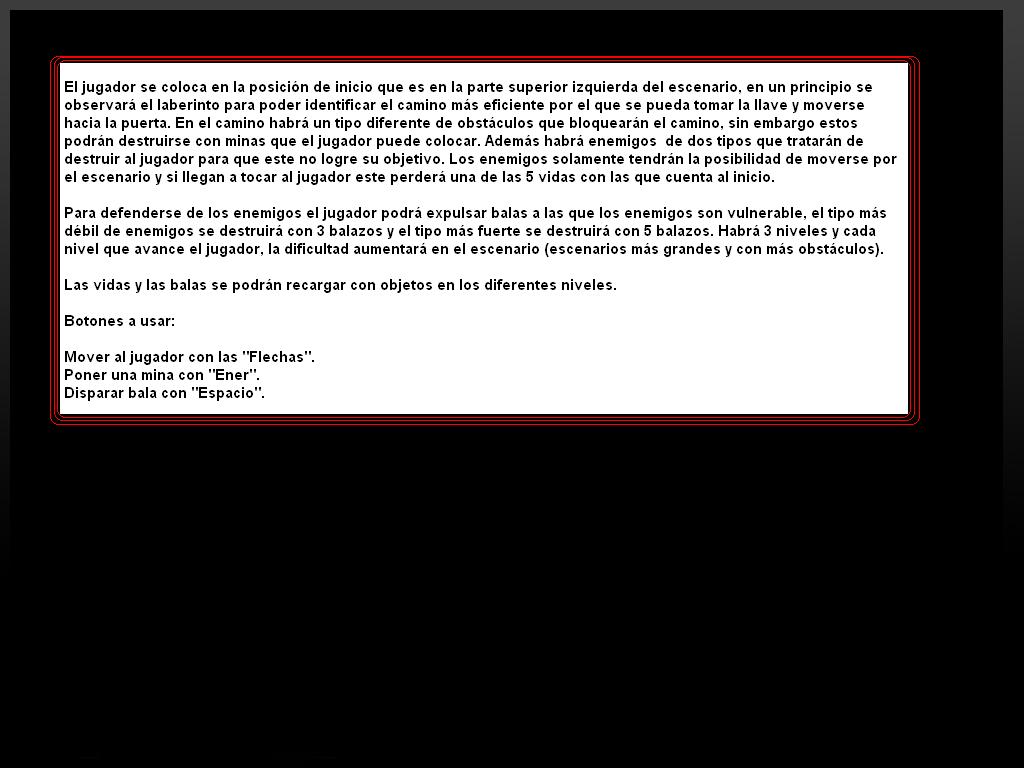 El jugador se coloca en la posición de inicio que es en la parte superior izquierda del escenario, en un principio se
observará el laberinto para poder identificar el camino más eficiente por el que se pueda tomar la llave y moverse
hacia la puerta. En el camino habrá un tipo diferente de obstáculos que bloquearán el camino, sin embargo estos
podrán destruirse con minas que el jugador puede colocar. Además habrá enemigos  de dos tipos que tratarán de
destruir al jugador para que este no logre su objetivo. Los enemigos solamente tendrán la posibilidad de moverse por
el escenario y si llegan a tocar al jugador este perderá una de las 5 vidas con las que cuenta al inicio.
Para defenderse de los enemigos el jugador podrá expulsar balas a las que los enemigos son vulnerable, el tipo más
débil de enemigos se destruirá con 3 balazos y el tipo más fuerte se destruirá con 5 balazos. Habrá 3 niveles y cada
nivel que avance el jugador, la dificultad aumentará en el escenario (escenarios más grandes y con más obstáculos).
Las vidas y las balas se podrán recargar con objetos en los diferentes niveles.
Botones a usar:
Mover al jugador con las "Flechas".
Poner una mina con "Ener".
Disparar bala con "Espacio".